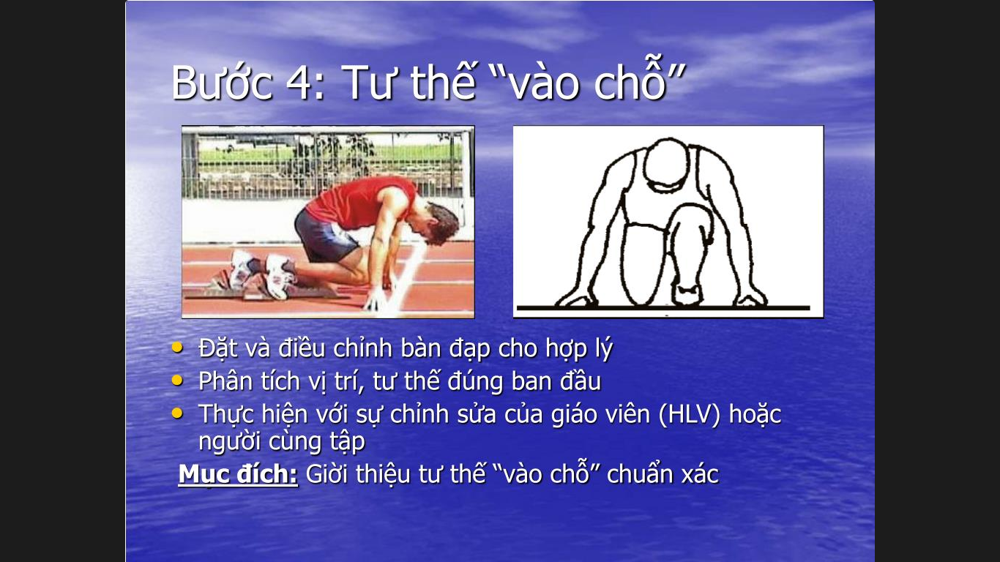 Bước 4: Tư thế “vào chỗ”
• Đặt và điều chỉnh bàn đạp cho hợp lý
• Phân tích vị trí, tư thế đúng ban đầu
• Thực hiện với sự chỉnh sửa của giáo viên (HLV) hoặc
người cùng tập
Mục đích: Giời thiệu tư thế “vào chỗ” chuẩn xác